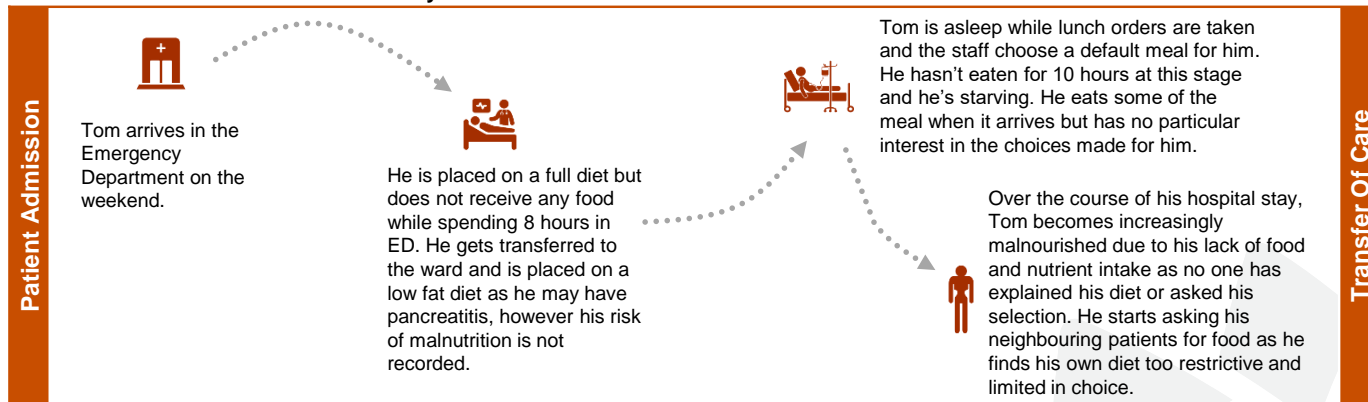 Patient Admission
Tom arrives in the
Emergency
Department on the
weekend.
He is placed on a full diet but
does not receive any food
while spending 8 hours in
ED. He gets transferred to
the ward and is placed on a
low fat diet as he may have
pancreatitis, however his risk
of malnutrition is not
recorded.
Tom is asleep while lunch orders are taken
and the staff choose a default meal for him.
He hasn't eaten for 10 hours at this stage
and he's starving. He eats some of the
meal when it arrives but has no particular
interest in the choices made for him.
Over the course of his hospital stay,
Tom becomes increasingly
malnourished due to his lack of food
and nutrient intake as no one has
explained his diet or asked his
selection. He starts asking his
neighbouring patients for food as he
finds his own diet too restrictive and
limited in choice.
Transfer Of Care